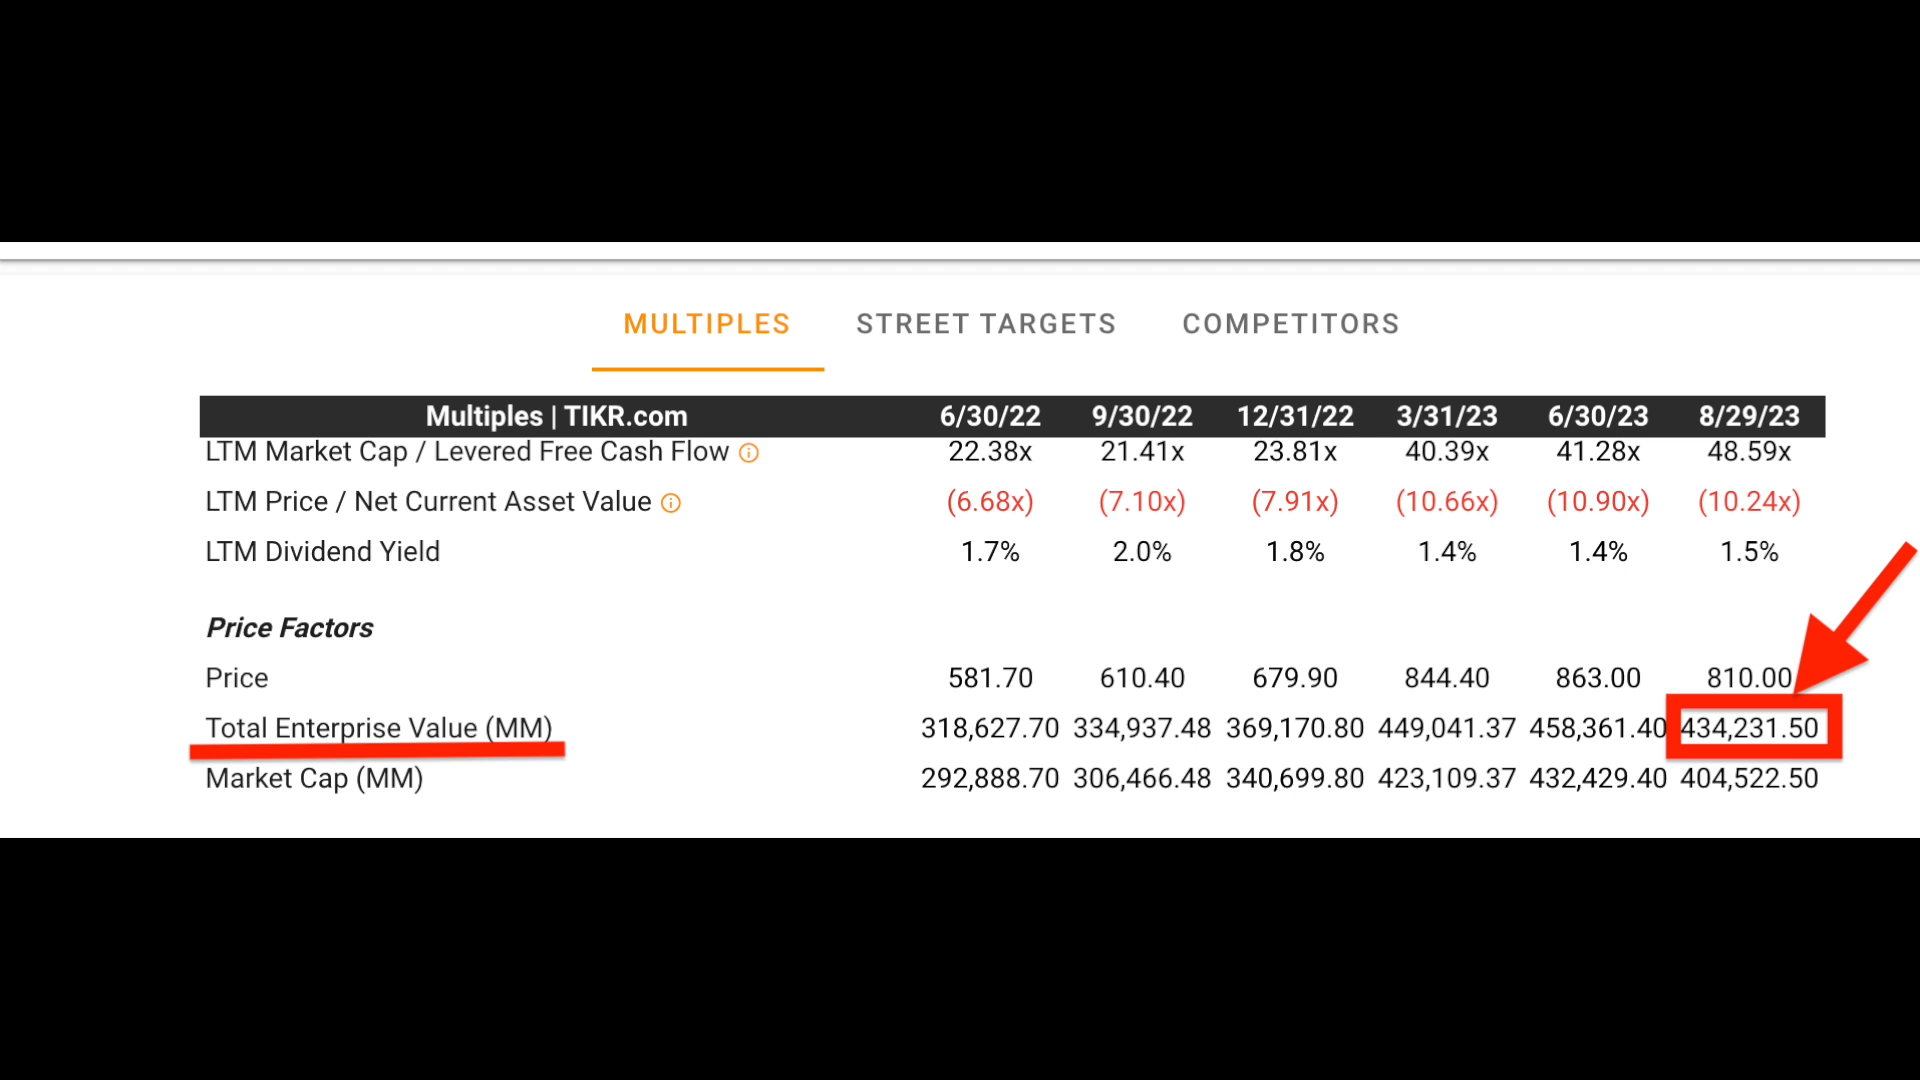 MULTIPLES STREET TARGETS COMPETITORS
Multiples | TIKR.com 6/30/22 9/30/22 12/31/22 3/31/23 6/30/23 8/29/23
LTM Market Cap / Levered Free Cash Flow 22.38x 21.41x 23.81x 40.39x 41.28x 48.59x
LTM Price / Net Current Asset Value (6.68x) (7.10x) (7.91x) (10.66x) (10.90x) (10.24x)
LTM Dividend Yield 1.7% 2.0% 1.8% 1.4% 1.4% 1.5%
Price Factors
Price 581.70 610.40 679.90 844.40 863.00 810.00
Total Enterprise Value (MM) 318,627.70 334,937.48 369,170.80 449,041.37 458,361.40 434,231.50
Market Cap (MM) 292,888.70 306,466.48 340,699.80 423,109.37 432,429.40 404,522.50